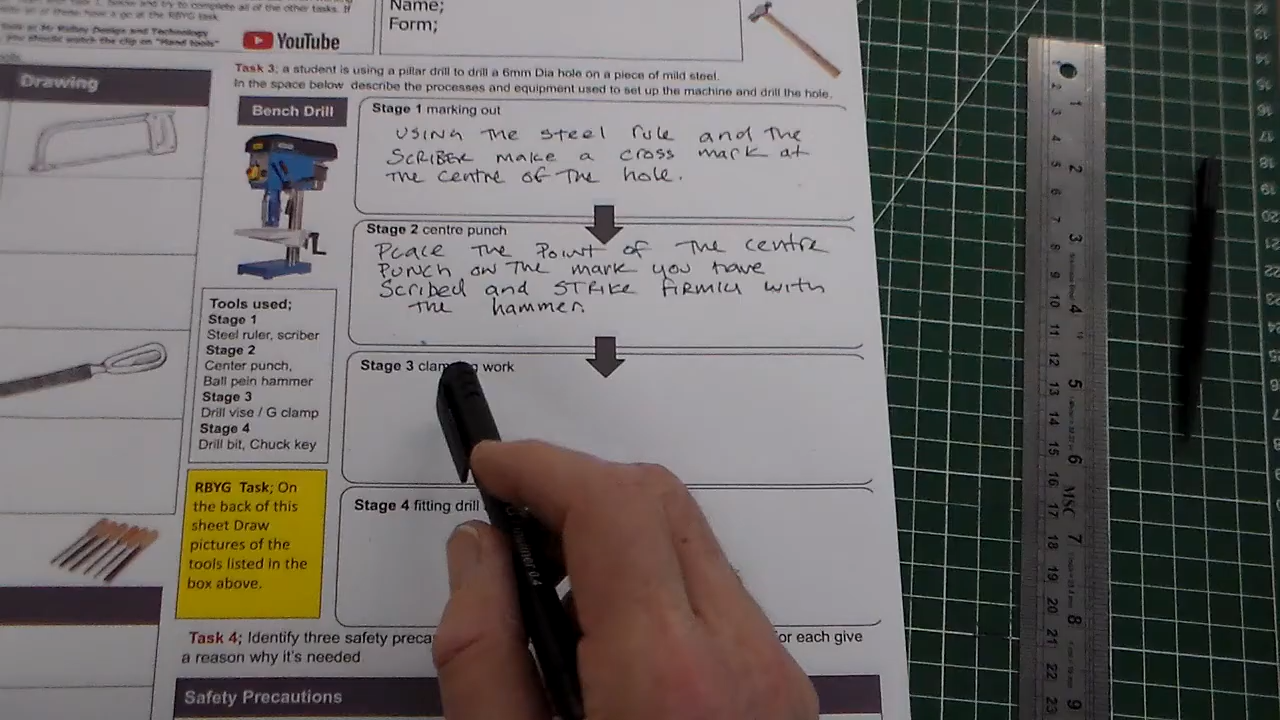 Name;
Form;
YouTube
Drawing
Task 3; a student is using a pillar drill to drill a 6mm Dia hole on a piece of mild steel.
In the space below describe the processes and equipment used to set up the machine and drill the hole.
Bench Drill
Stage 1 marking out
USING THE STEEL RULE and THE
SCRIBER MAKE a cross mark at
THE CENTRE OF THE hole.
Stage 2 centre punch
PLACE THE POINT OF THE CENTRE
PUNCH ON THE mark you have
Scribed and STRIKE FIRMLY with
THE hammer.
Tools used;
Stage 1
Steel ruler, scriber
Stage 2
Center punch,
Ball pein hammer
Stage 3
Drill vise / G clamp
Stage 4
Drill bit, Chuck key
Stage 3 work
Stage 4 fitting drill
RBYG Task; On
the back of this
sheet Draw
pictures of the
tools listed in the
box above.
Task 4; Identify three safety or each give
a reason why it's needed
Safety Precautions